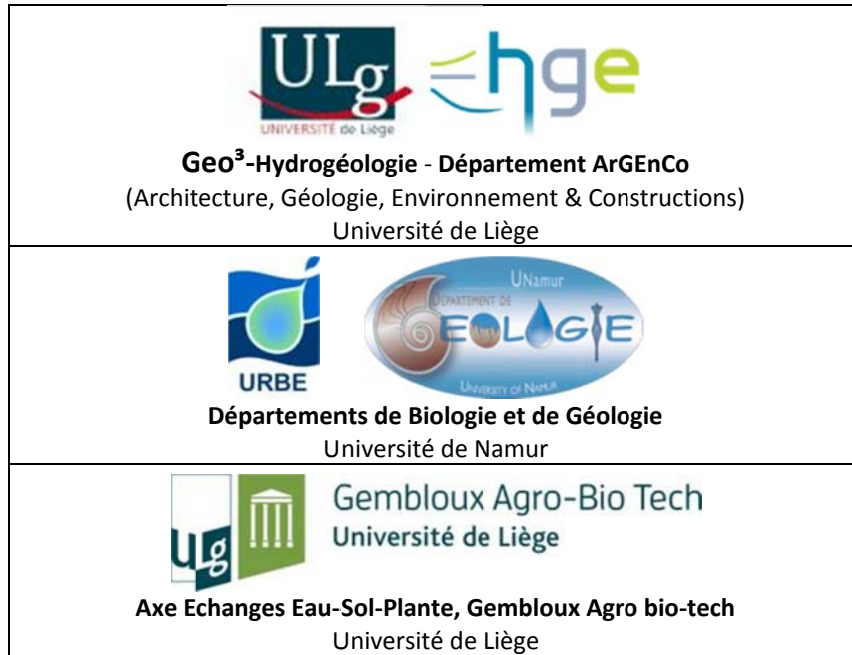 ULg
UNIVERSITÉ de Liège
hge
Geo³-Hydrogéologie - Département ArGEnCo
(Architecture, Géologie, Environnement & Constructions)
Université de Liège
UNamur
DÉPARTEMENT DE
GEOLOGIE
UNIVERSITY OF NAMUR
URBE
Départements de Biologie et de Géologie
Université de Namur
ULg
Gembloux Agro-Bio Tech
Université de Liège
Axe Echanges Eau-Sol-Plante, Gembloux Agro bio-tech
Université de Liège